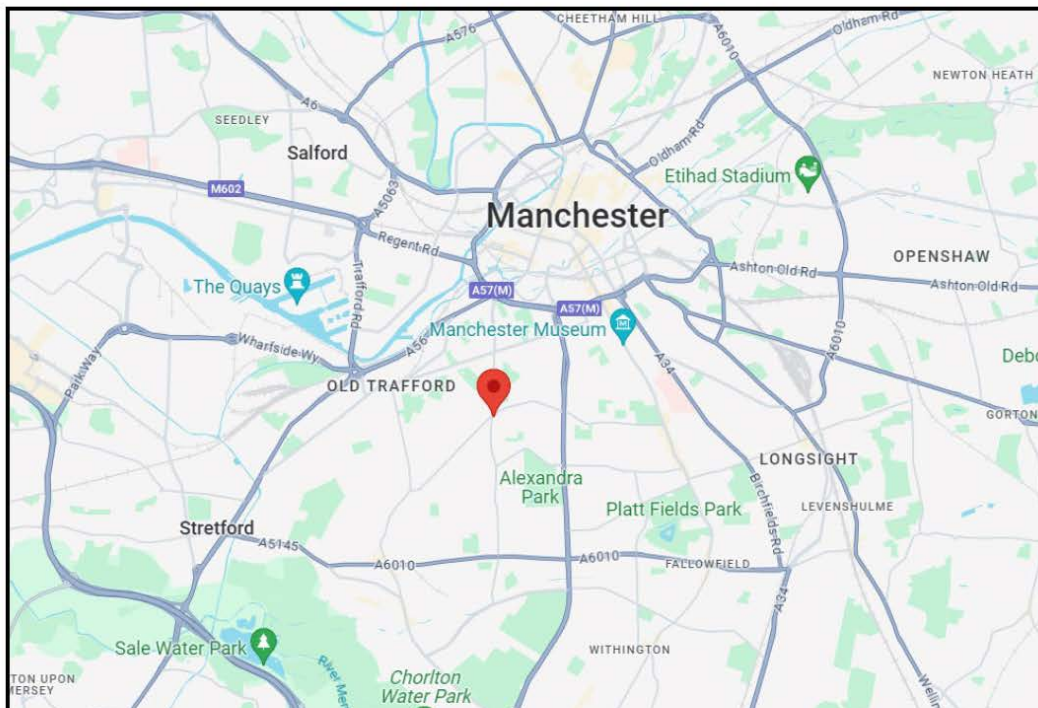 CHEETAM HILL
A6010
Oldham Rd
A576
NEWTON HEATH
A6
SEEDLEY
Salford
Oldham Rd
Etihad Stadium
M602
A5063
Manchester
Regent Rd
OPENSHAW
Ashton Old Rd
Ashton Old Rd
The Quays
Trafford Rd
A57(M)
A57(M)
Manchester Museum
A56
Wharfside Wy
A34
A6010
Park Way
OLD TRAFFORD
GORTON
LONGSIGHT
Alexandra
Park
Birchfields Rd
LEVENSHULME
Platt Fields Park
Stretford
A5145
A6010
A6010
FALLOWFIELD
A34
Sale Water Park
WITHINGTON
Chorlton
Water Park